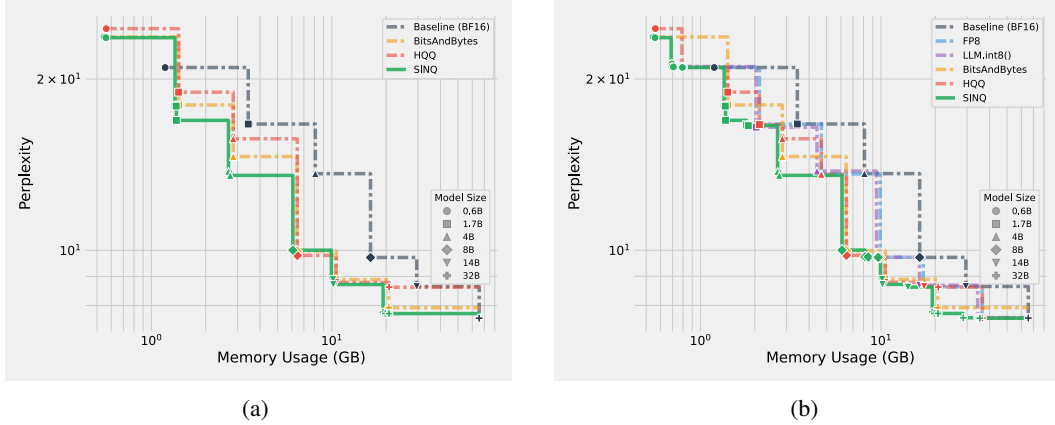 Baseline (BF16)
BitsAndBytes
HQQ
SINQ
2 × 10¹
10¹
Perplexity
Model Size
0,6B
1.7B
4B
8B
14B
32B
10⁰
10¹
Memory Usage (GB)
(a)
Baseline (BF16)
FP8
LLM.int8()
BitsAndBytes
HQQ
SINQ
2 × 10¹
10¹
Perplexity
Model Size
0,6B
1.7B
4B
8B
14B
32B
10⁰
10¹
Memory Usage (GB)
(b)